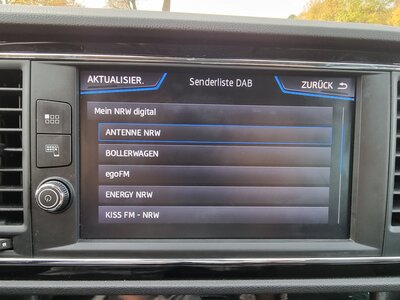 AKTUALISIER. Senderliste DAB ZURÜCK
Mein NRW digital
ANTENNE NRW
BOLLERWAGEN
egoFM
ENERGY NRW
KISS FM - NRW